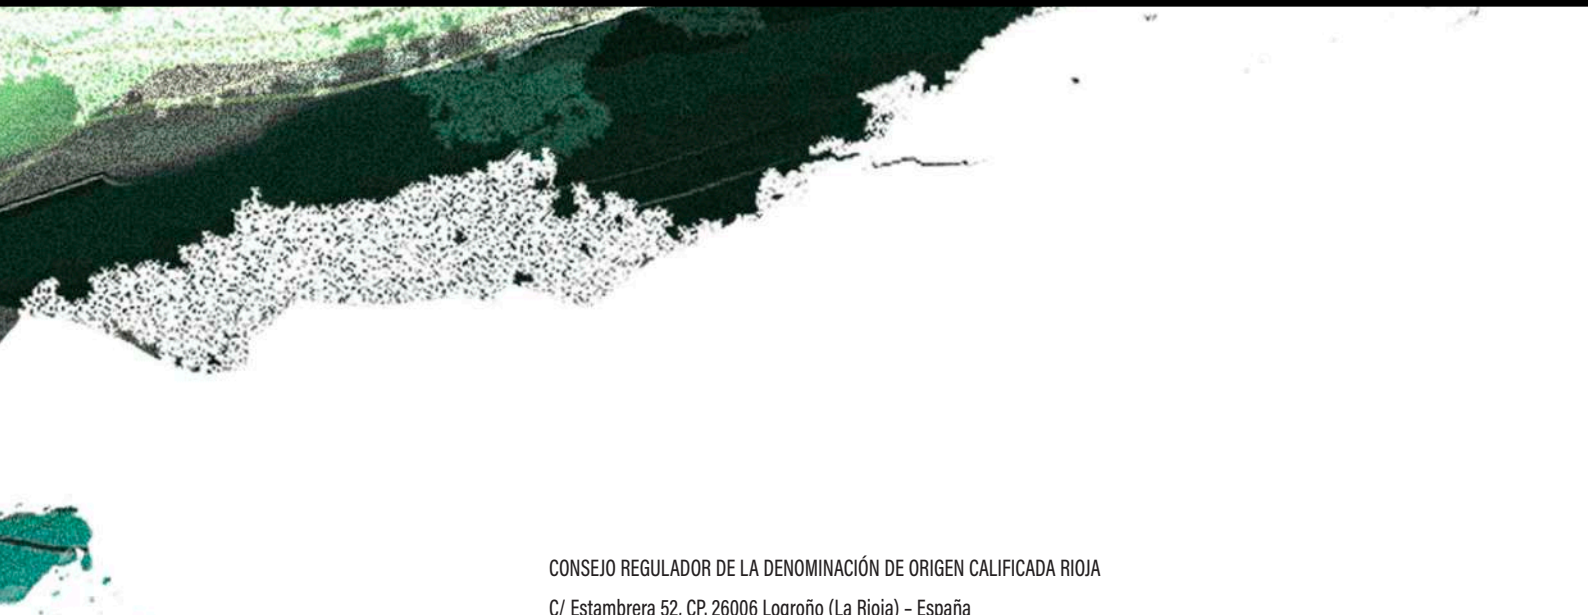 CONSEJO REGULADOR DE LA DENOMINACIÓN DE ORIGEN CALIFICADA RIOJA
C/ Estambrera 52, CP. 26006 Logroño (La Rioja) – España